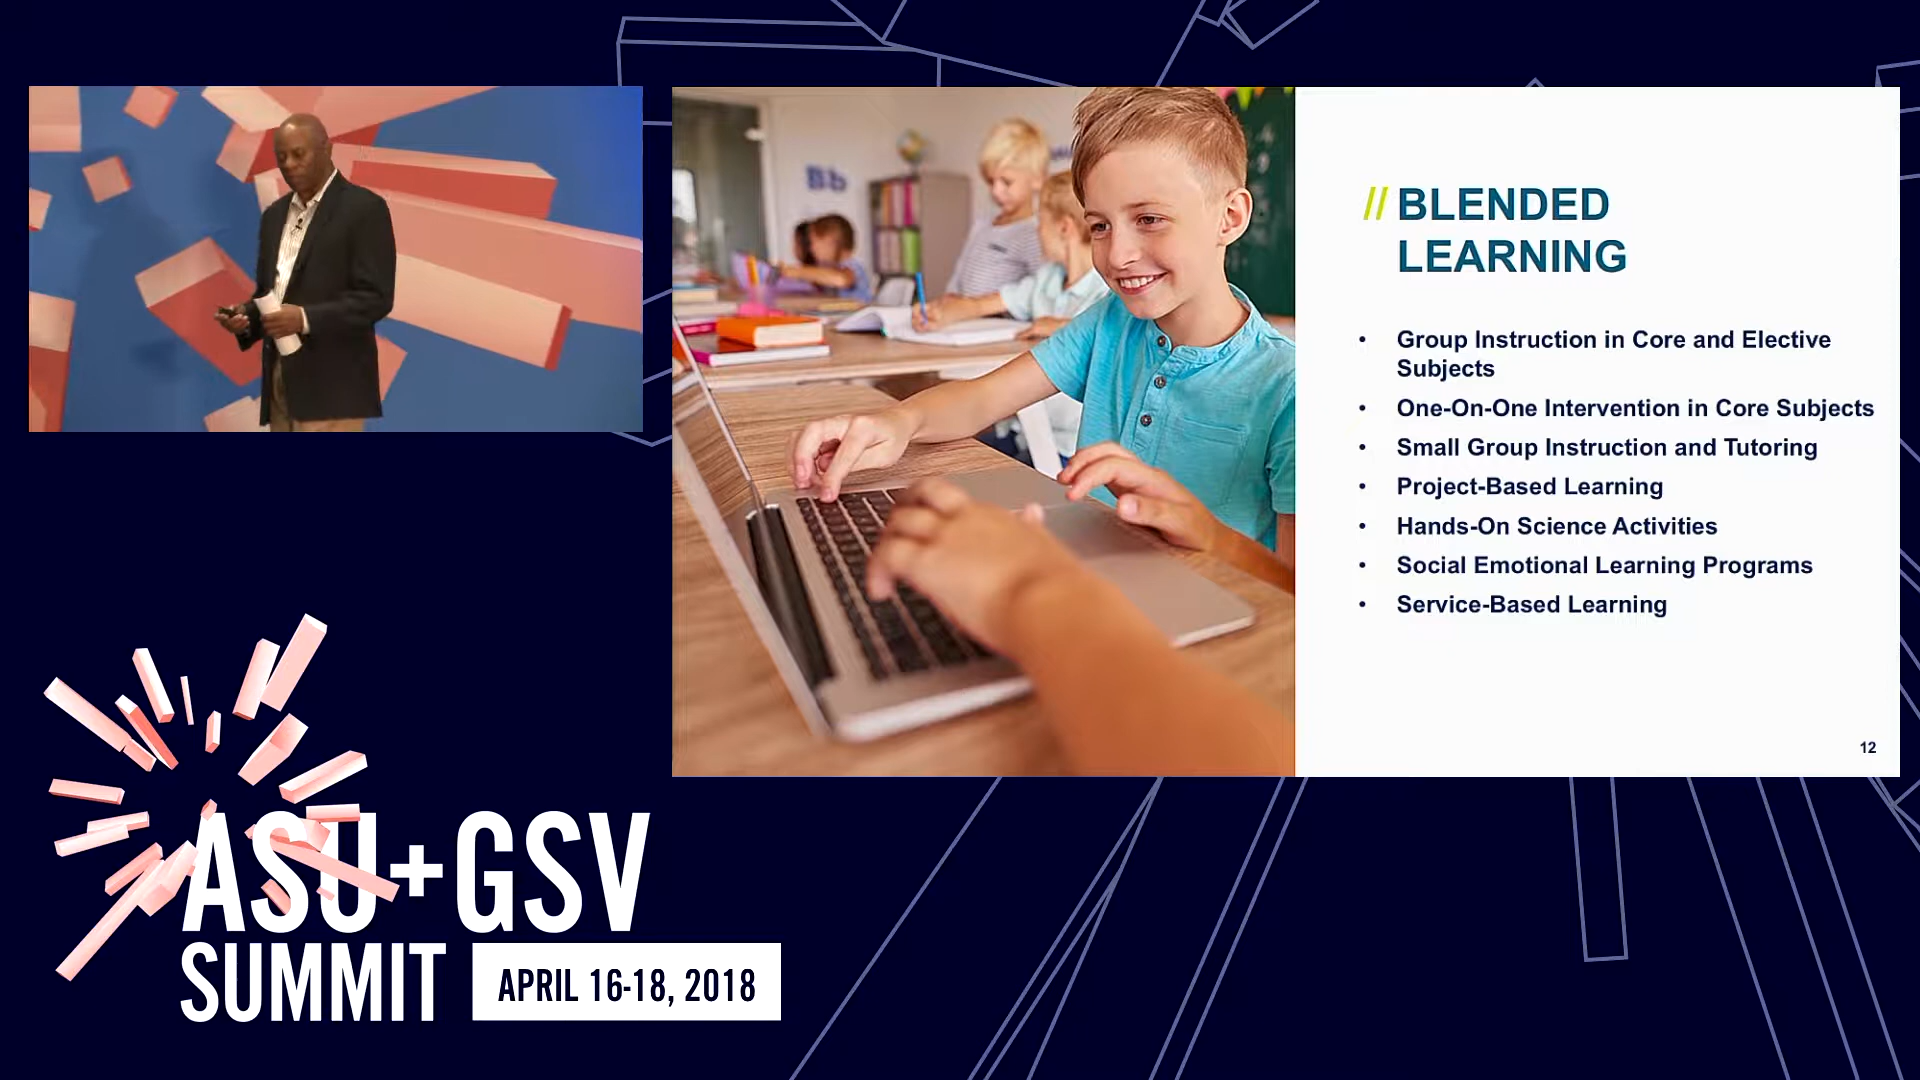 Bb
// BLENDED
LEARNING
• Group Instruction in Core and Elective
Subjects
• One-On-One Intervention in Core Subjects
• Small Group Instruction and Tutoring
• Project-Based Learning
• Hands-On Science Activities
• Social Emotional Learning Programs
• Service-Based Learning
12
ASU+GSV
SUMMIT
APRIL 16-18, 2018